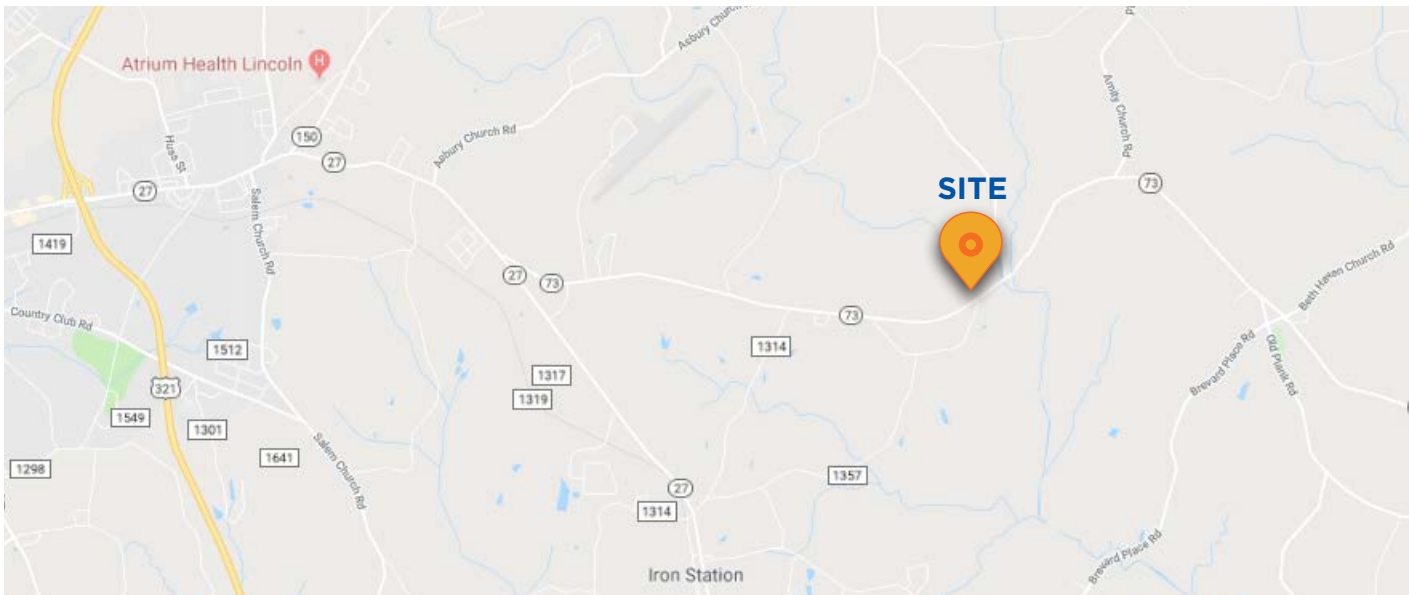 Asbury Church Rd
Atrium Health Lincoln H
Huss St
150
27
27
Asbury Church Rd
Amity Church Rd
73
SITE
Salem Church Rd
1419
27
73
Beth Haven Church Rd
Country Club Rd
73
1512
1314
Brevard Place Rd
Old Plank Rd
321
1317
1319
1549
1301
1641
Salem Church Rd
1298
1357
27
1314
Iron Station
Brevard Place Rd